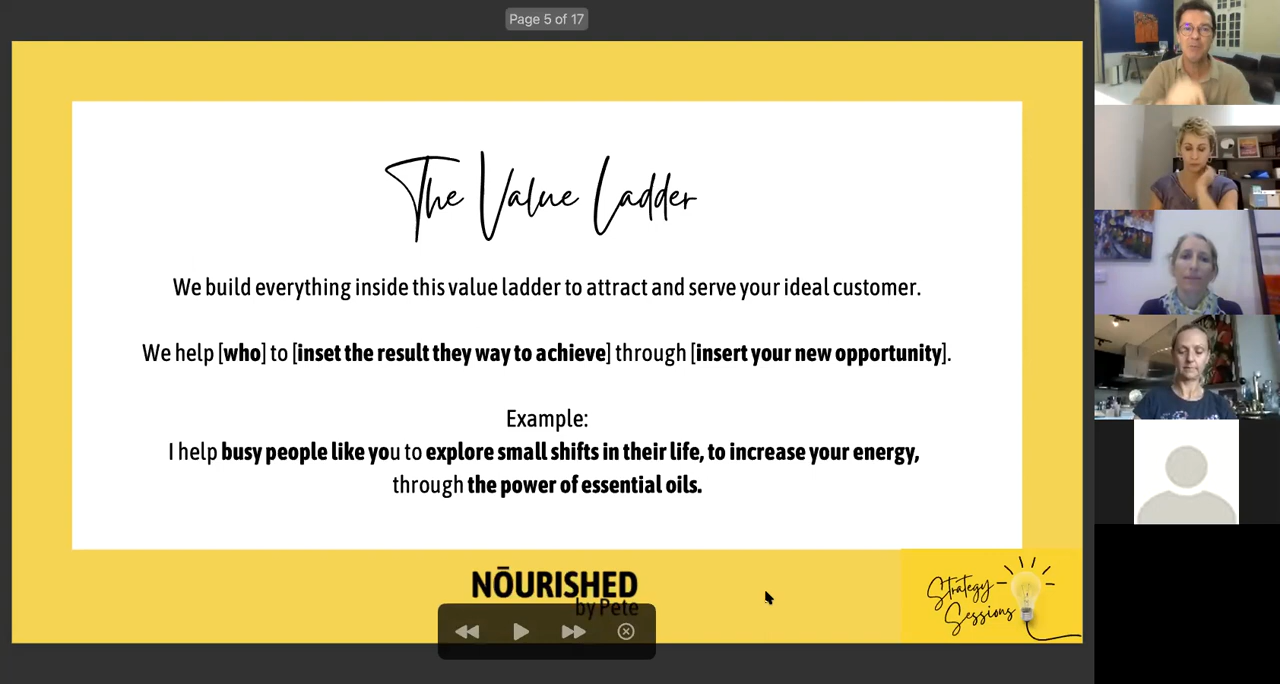 Page 5 of 17
The Value Ladder
We build everything inside this value ladder to attract and serve your ideal customer.
We help [who] to [inset the result they way to achieve] through [insert your new opportunity].
Example:
I help busy people like you to explore small shifts in their life, to increase your energy,
through the power of essential oils.
NŌURISHED
by Pete
Strategy
Sessions